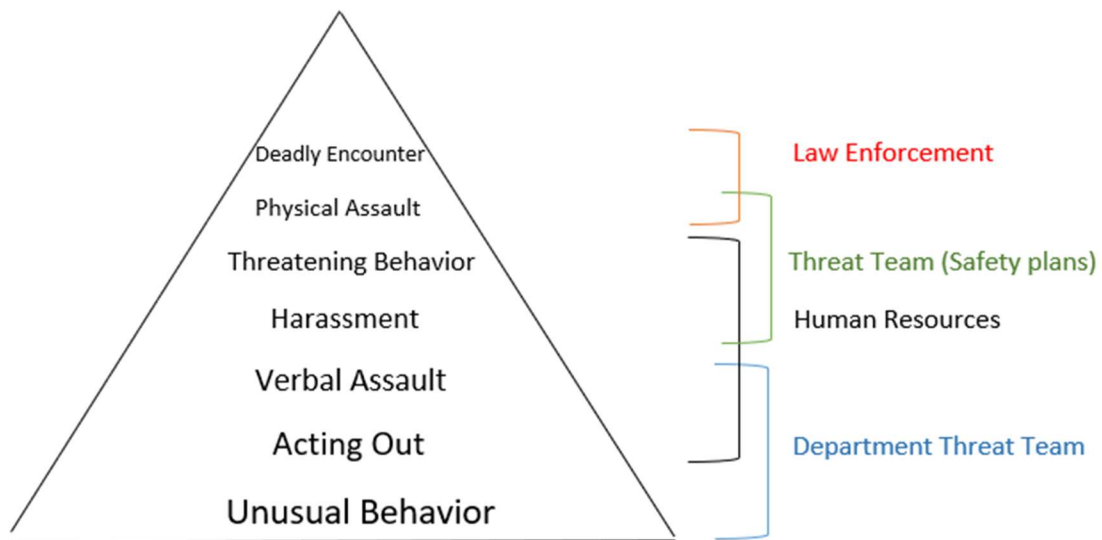 Deadly Encounter
Physical Assault
Threatening Behavior
Harassment
Verbal Assault
Acting Out
Unusual Behavior
Law Enforcement
Threat Team (Safety plans)
Human Resources
Department Threat Team